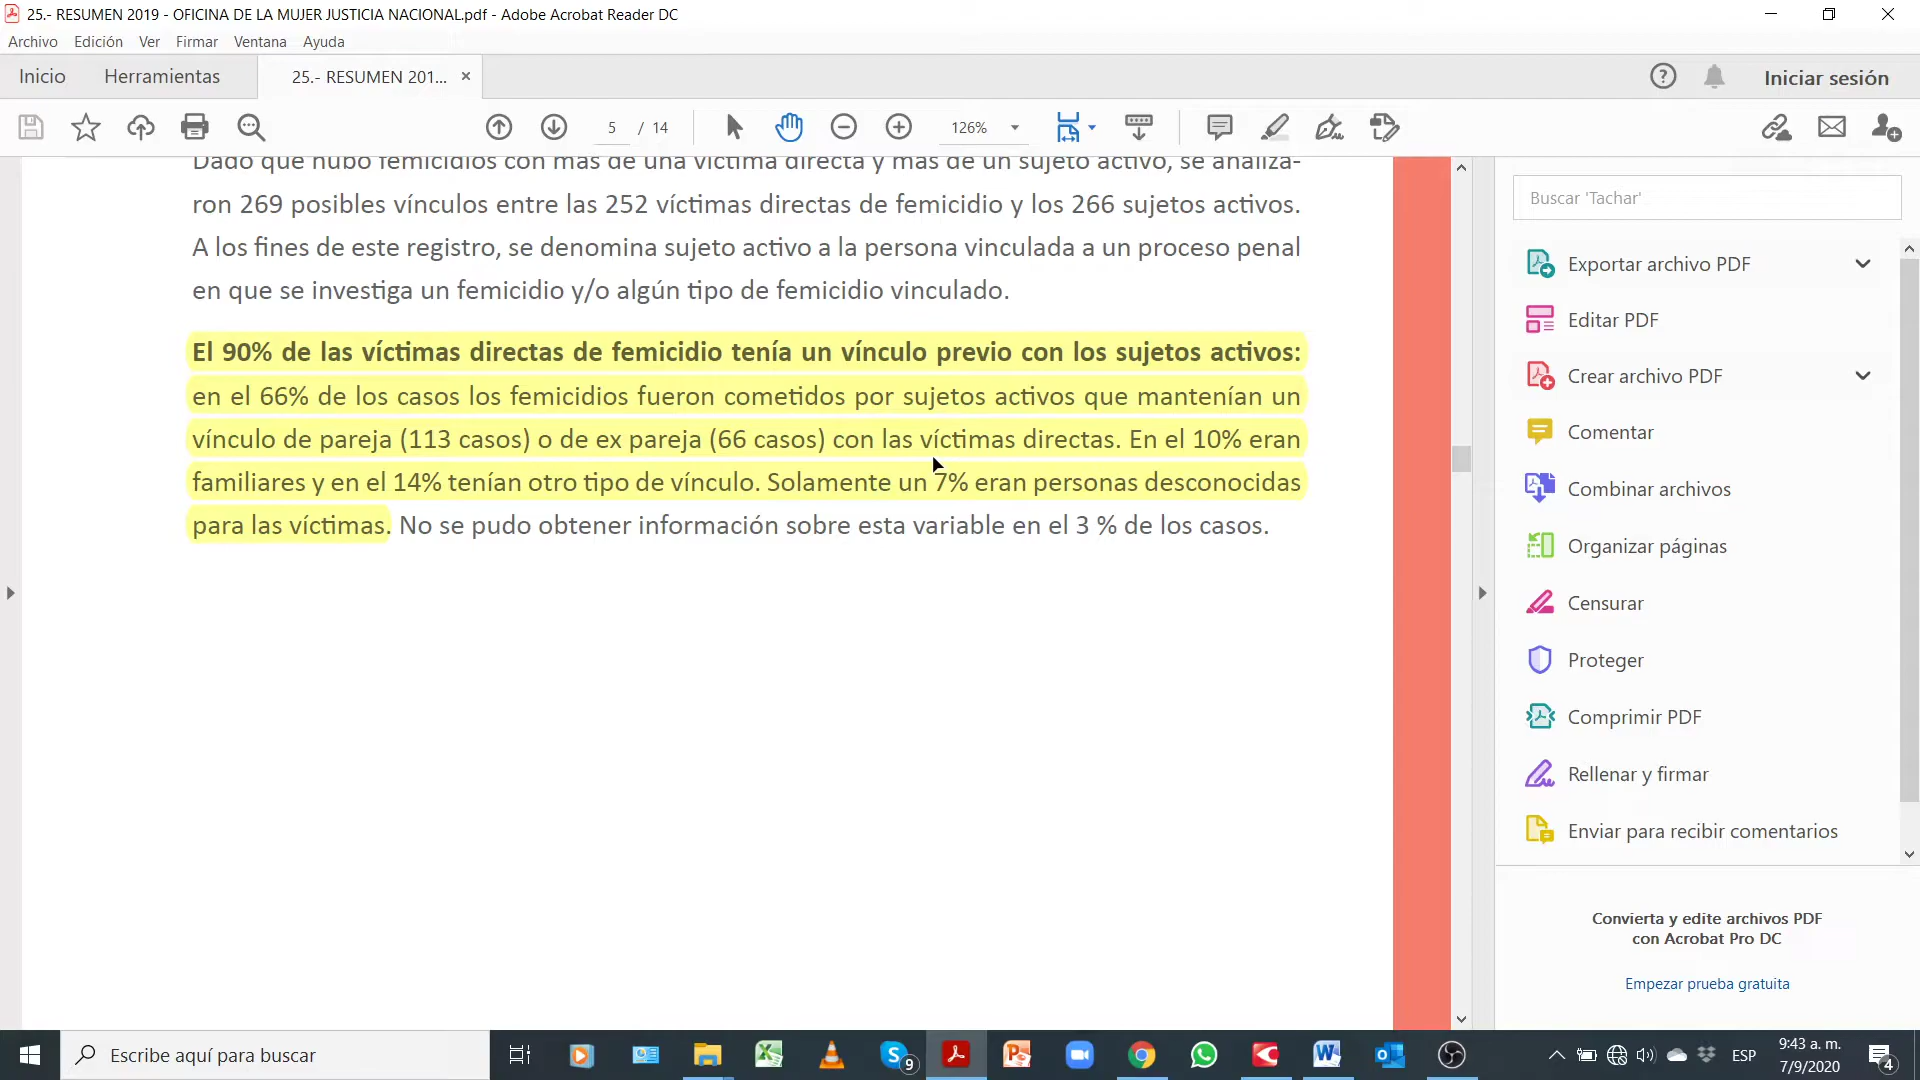 25.- RESUMEN 2019 - OFICINA DE LA MUJER JUSTICIA NACIONAL.pdf - Adobe Acrobat Reader DC
Archivo Edición Ver Firmar Ventana Ayuda
Inicio Herramientas 25.- RESUMEN 201... × Iniciar sesión
5 / 14 126%
Dado que hubo femicidios con más de una víctima directa y más de un sujeto activo, se analiza-
ron 269 posibles vínculos entre las 252 víctimas directas de femicidio y los 266 sujetos activos.
A los fines de este registro, se denomina sujeto activo a la persona vinculada a un proceso penal
en que se investiga un femicidio y/o algún tipo de femicidio vinculado.
El 90% de las víctimas directas de femicidio tenía un vínculo previo con los sujetos activos:
en el 66% de los casos los femicidios fueron cometidos por sujetos activos que mantenían un
vínculo de pareja (113 casos) o de ex pareja (66 casos) con las víctimas directas. En el 10% eran
familiares y en el 14% tenían otro tipo de vínculo. Solamente un 7% eran personas desconocidas
para las víctimas. No se pudo obtener información sobre esta variable en el 3 % de los casos.
Buscar 'Tachar'
Exportar archivo PDF
Editar PDF
Crear archivo PDF
Comentar
Combinar archivos
Organizar páginas
Censurar
Proteger
Comprimir PDF
Rellenar y firmar
Enviar para recibir comentarios
Convierta y edite archivos PDF
con Acrobat Pro DC
Empezar prueba gratuita
Escribe aquí para buscar
9
ESP
9:43 a. m.
7/9/2020
4